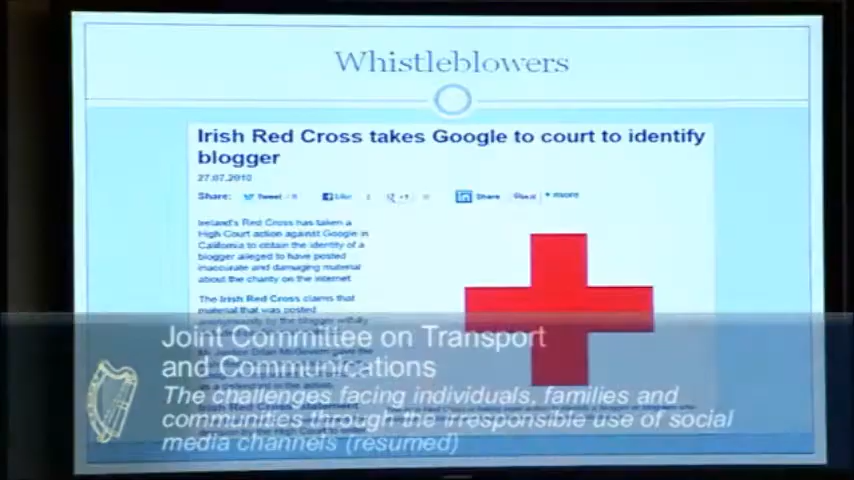 Whistleblowers
Irish Red Cross takes Google to court to identify
blogger
27.07.2010
Share: Tweet Like +1 Share + more
Ireland's Red Cross has taken a
High Court action against Google in
California to obtain the identity of a
blogger alleged to have posted
inaccurate and damaging material
about the charity on the internet
The Irish Red Cross claims that
material that was posted
Joint Committee on Transport
and Communications
The challenges facing individuals, families and
communities through the irresponsible use of social
media channels (resumed)